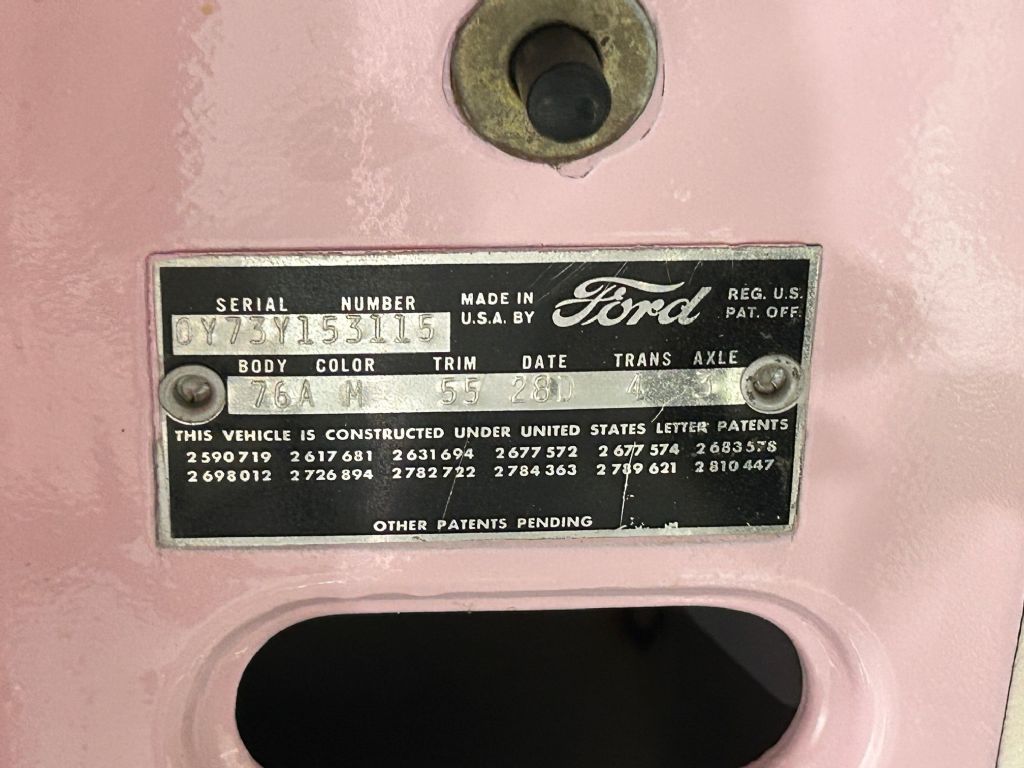 SERIAL NUMBER
0Y73Y153115
MADE IN
U.S.A. BY
Ford
REG. U.S.
PAT. OFF.
BODY COLOR TRIM DATE TRANS AXLE
76A M 55 28D 4
THIS VEHICLE IS CONSTRUCTED UNDER UNITED STATES LETTER PATENTS
2590719 2617681 2631694 2677572 2677574 2683578
2698012 2726894 2782722 2784363 2789621 2810447
OTHER PATENTS PENDING